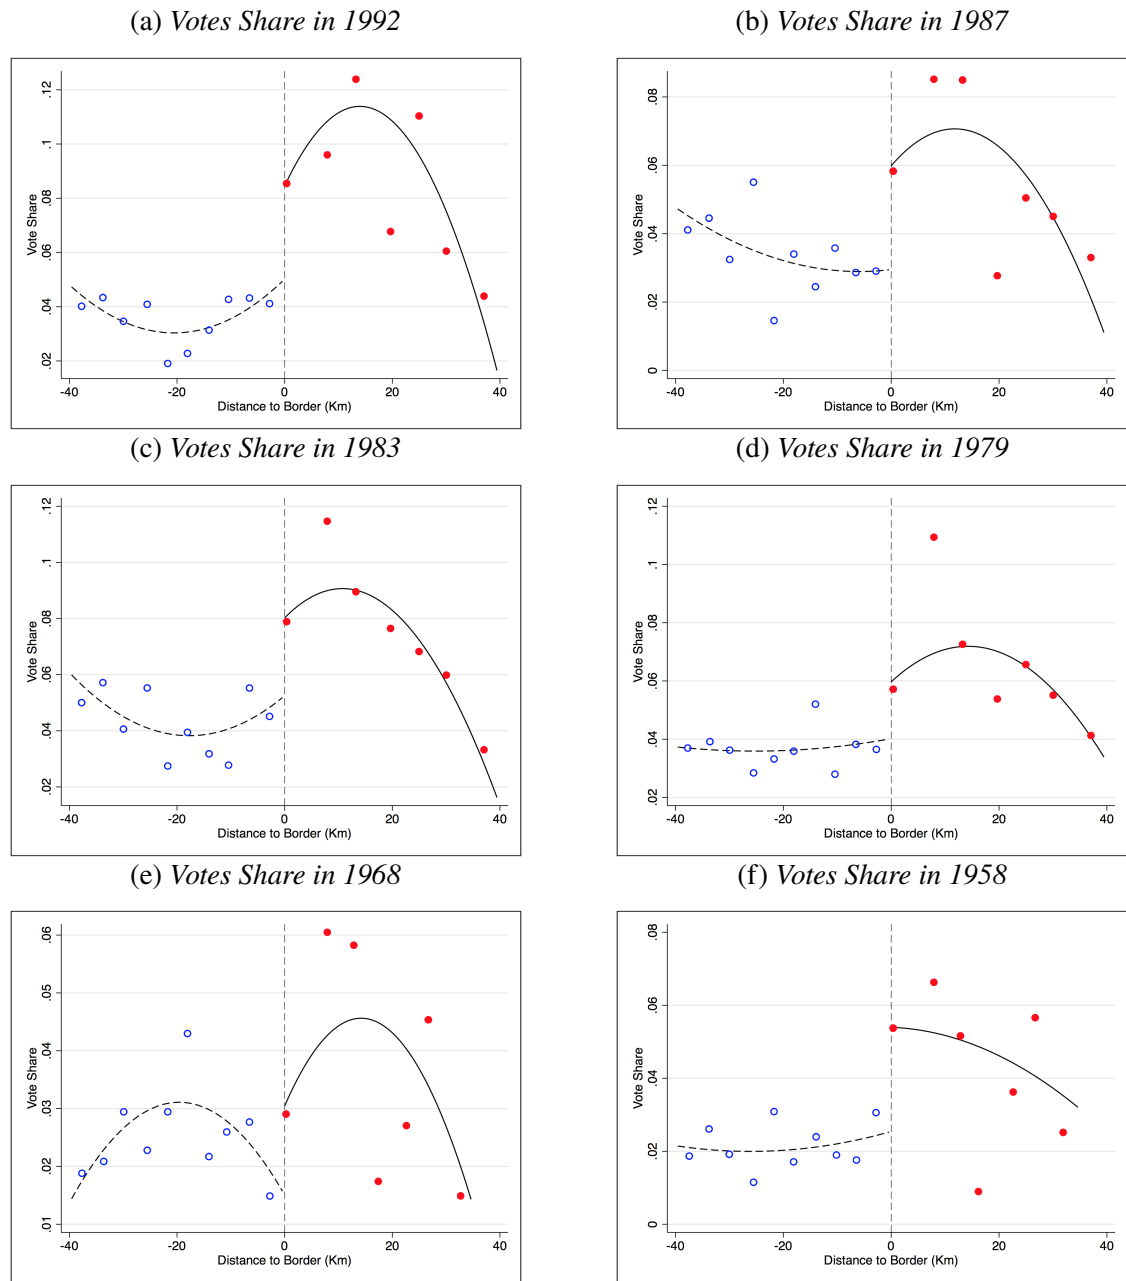 (a) Votes Share in 1992
(b) Votes Share in 1987
Vote Share
.12
.1
.08
.06
.04
.02
-40 -20 0 20 40
Distance to Border (Km)
Vote Share
.08
.06
.04
.02
0
-40 -20 0 20 40
Distance to Border (Km)
(c) Votes Share in 1983
(d) Votes Share in 1979
Vote Share
.12
.1
.08
.06
.04
.02
-40 -20 0 20 40
Distance to Border (Km)
Vote Share
.12
.1
.08
.06
.04
.02
-40 -20 0 20 40
Distance to Border (Km)
(e) Votes Share in 1968
(f) Votes Share in 1958
Vote Share
.06
.05
.04
.03
.02
.01
-40 -20 0 20 40
Distance to Border (Km)
Vote Share
.08
.06
.04
.02
0
-40 -20 0 20 40
Distance to Border (Km)